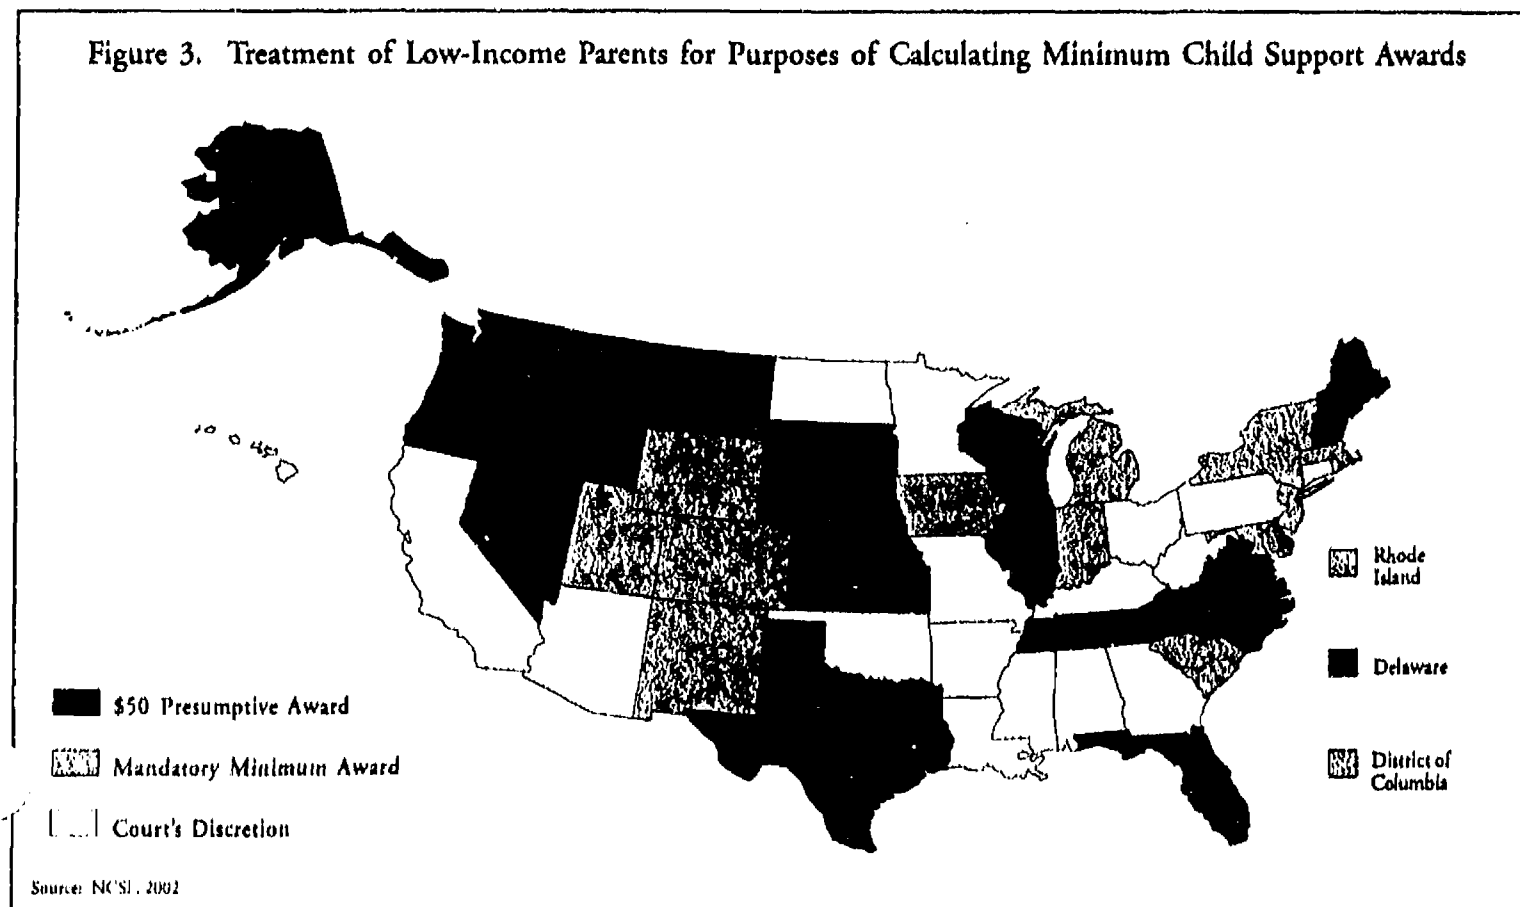 Figure 3. Treatment of Low-Income Parents for Purposes of Calculating Minimum Child Support Awards
Rhode
Island
Delaware
District of
Columbia
$50 Presumptive Award
Mandatory Minimum Award
Court's Discretion
Source: NCSL, 2002